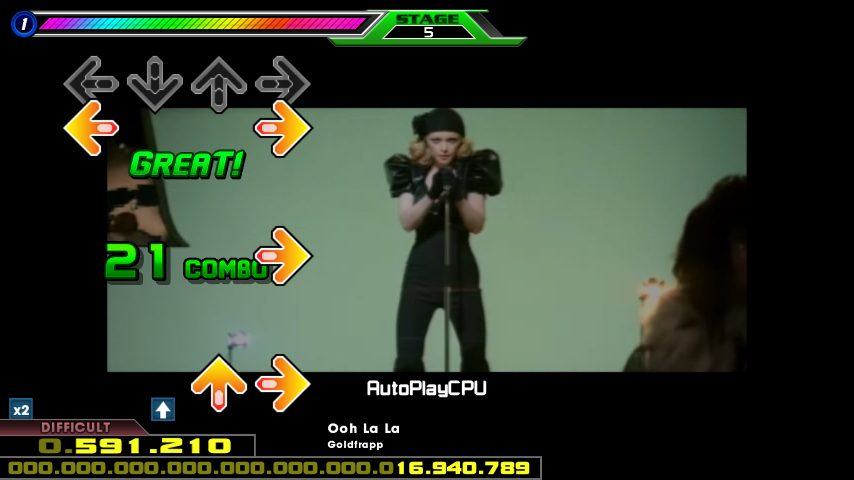 1
STAGE
5
GREAT!
21 COMBO
AutoPlayCPU
x2
DIFFICULT
Ooh La La
0.591.210
Goldfrapp
000.000.000.000.000.000.000.016.940.789